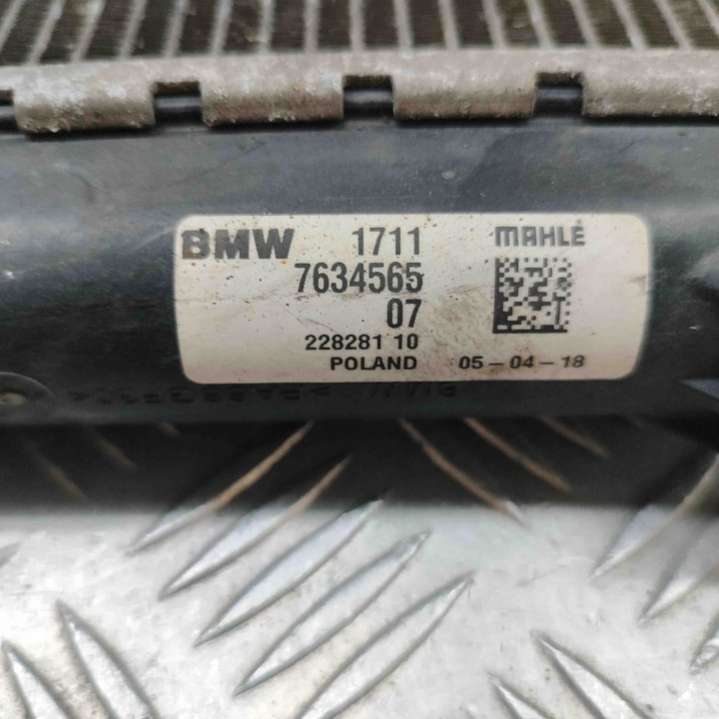 BMW 1711 MAHLE
7634565
07
228281 10
POLAND 05-04-18